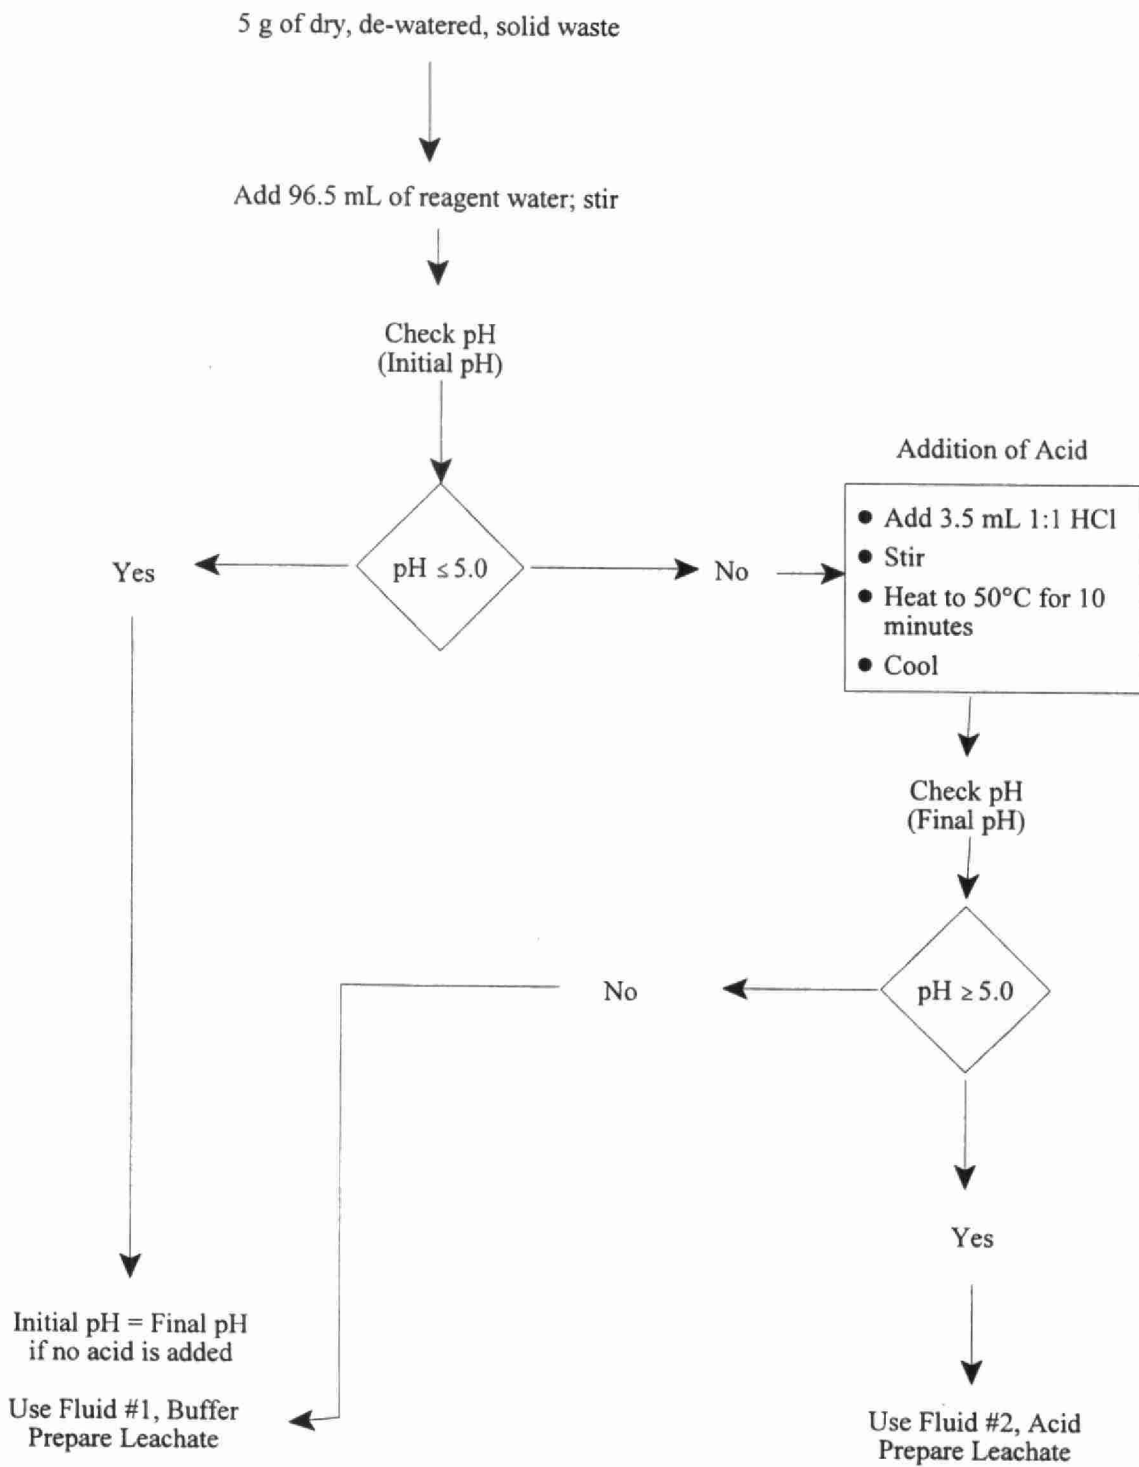 5 g of dry, de-watered, solid waste
Add 96.5 mL of reagent water; stir
Check pH
(Initial pH)
Addition of Acid
● Add 3.5 mL 1:1 HCl
● Stir
● Heat to 50°C for 10
minutes
● Cool
Yes
pH ≤ 5.0
No
Check pH
(Final pH)
No
pH ≥ 5.0
Yes
Initial pH = Final pH
if no acid is added
Use Fluid #1, Buffer
Prepare Leachate
Use Fluid #2, Acid
Prepare Leachate